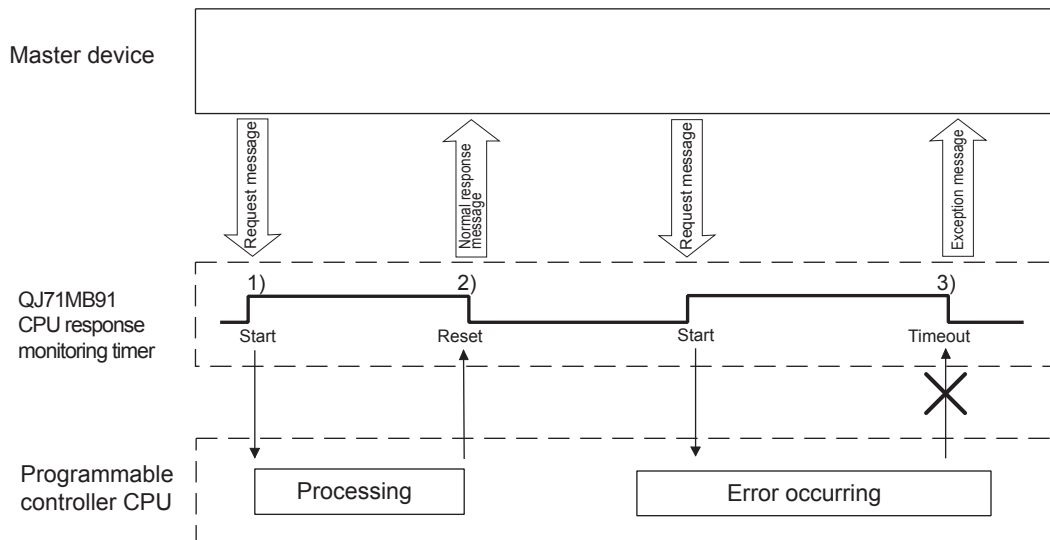 Master device
Request message
Normal response
message
Request message
Exception message
QJ71MB91
CPU response
monitoring timer
1)
2)
3)
Start
Reset
Start
Timeout
Programmable
controller CPU
Processing
Error occurring